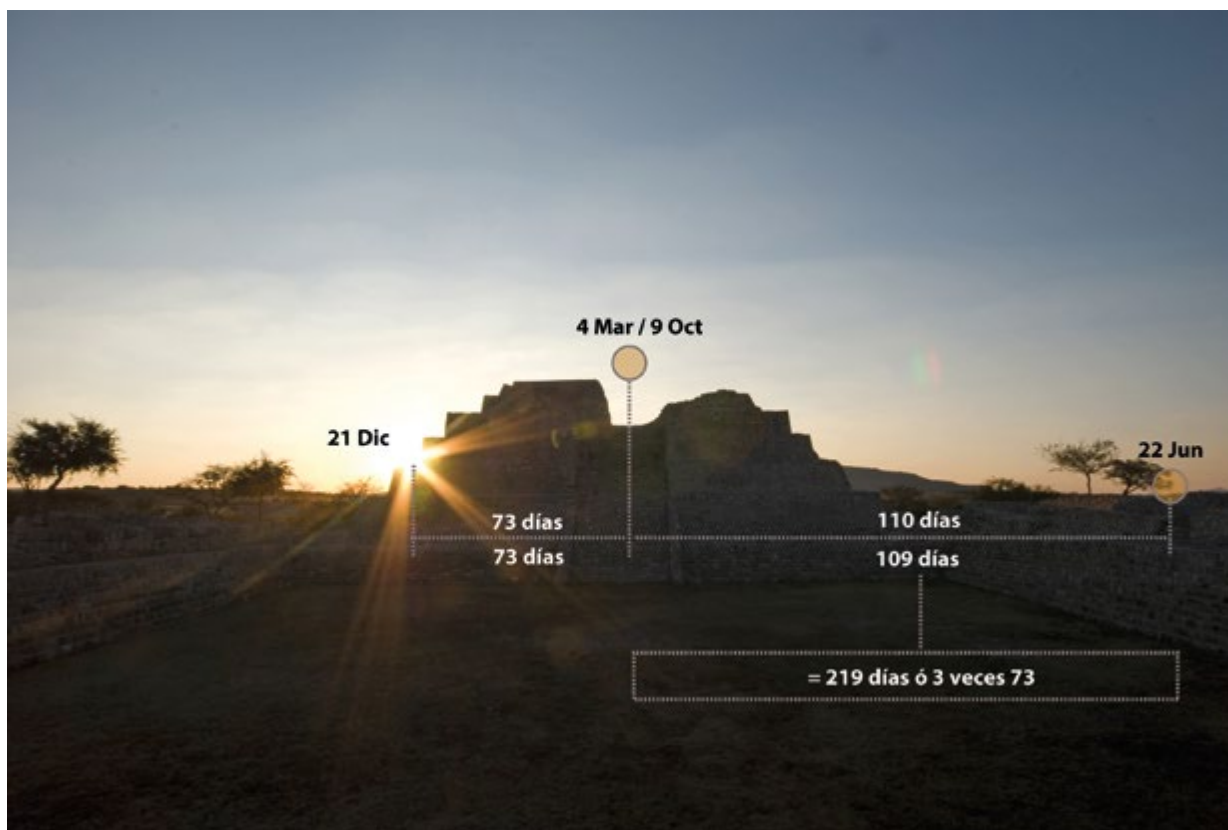 4 Mar / 9 Oct
21 Dic
22 Jun
73 días
110 días
73 días
109 días
= 219 días ó 3 veces 73